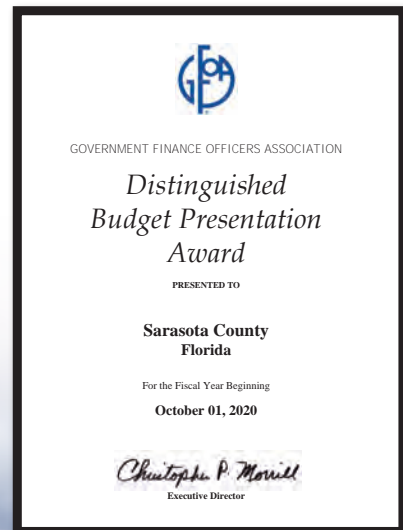 GFOA
GOVERNMENT FINANCE OFFICERS ASSOCIATION
Distinguished
Budget Presentation
Award
PRESENTED TO
Sarasota County
Florida
For the Fiscal Year Beginning
October 01, 2020
Christopher P. Morrill
Executive Director